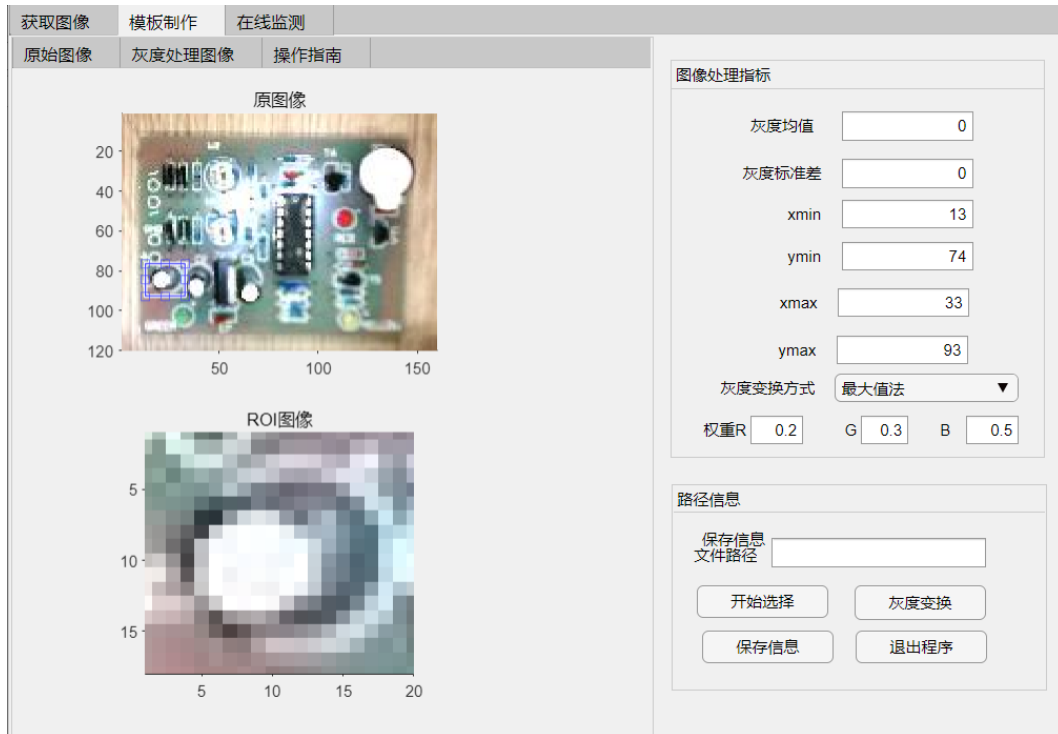 获取图像 模板制作 在线监测
原始图像 灰度处理图像 操作指南
原图像
20
40
60
80
100
120
50 100 150
ROI图像
5
10
15
5 10 15 20
图像处理指标
灰度均值 0
灰度标准差 0
xmin 13
ymin 74
xmax 33
ymax 93
灰度变换方式 最大值法
权重R 0.2 G 0.3 B 0.5
路径信息
保存信息
文件路径
开始选择 灰度变换
保存信息 退出程序